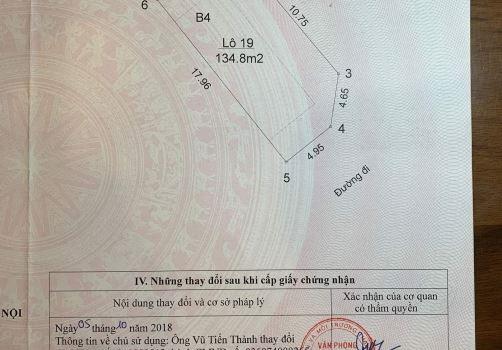 6
B4
10.75
Lô 19
134.8m2
17.96
3
4.65
4
4.95
5
Đường đi
IV. Những thay đổi sau khi cấp giấy chứng nhận
NỘI
Nội dung thay đổi và cơ sở pháp lý
Xác nhận của cơ quan
có thẩm quyền
Ngày 05 tháng 10 năm 2018
Thông tin về chủ sử dụng: Ông Vũ Tiến Thành thay đổi
MÔI TRƯỜNG
VĂN PHÒNG